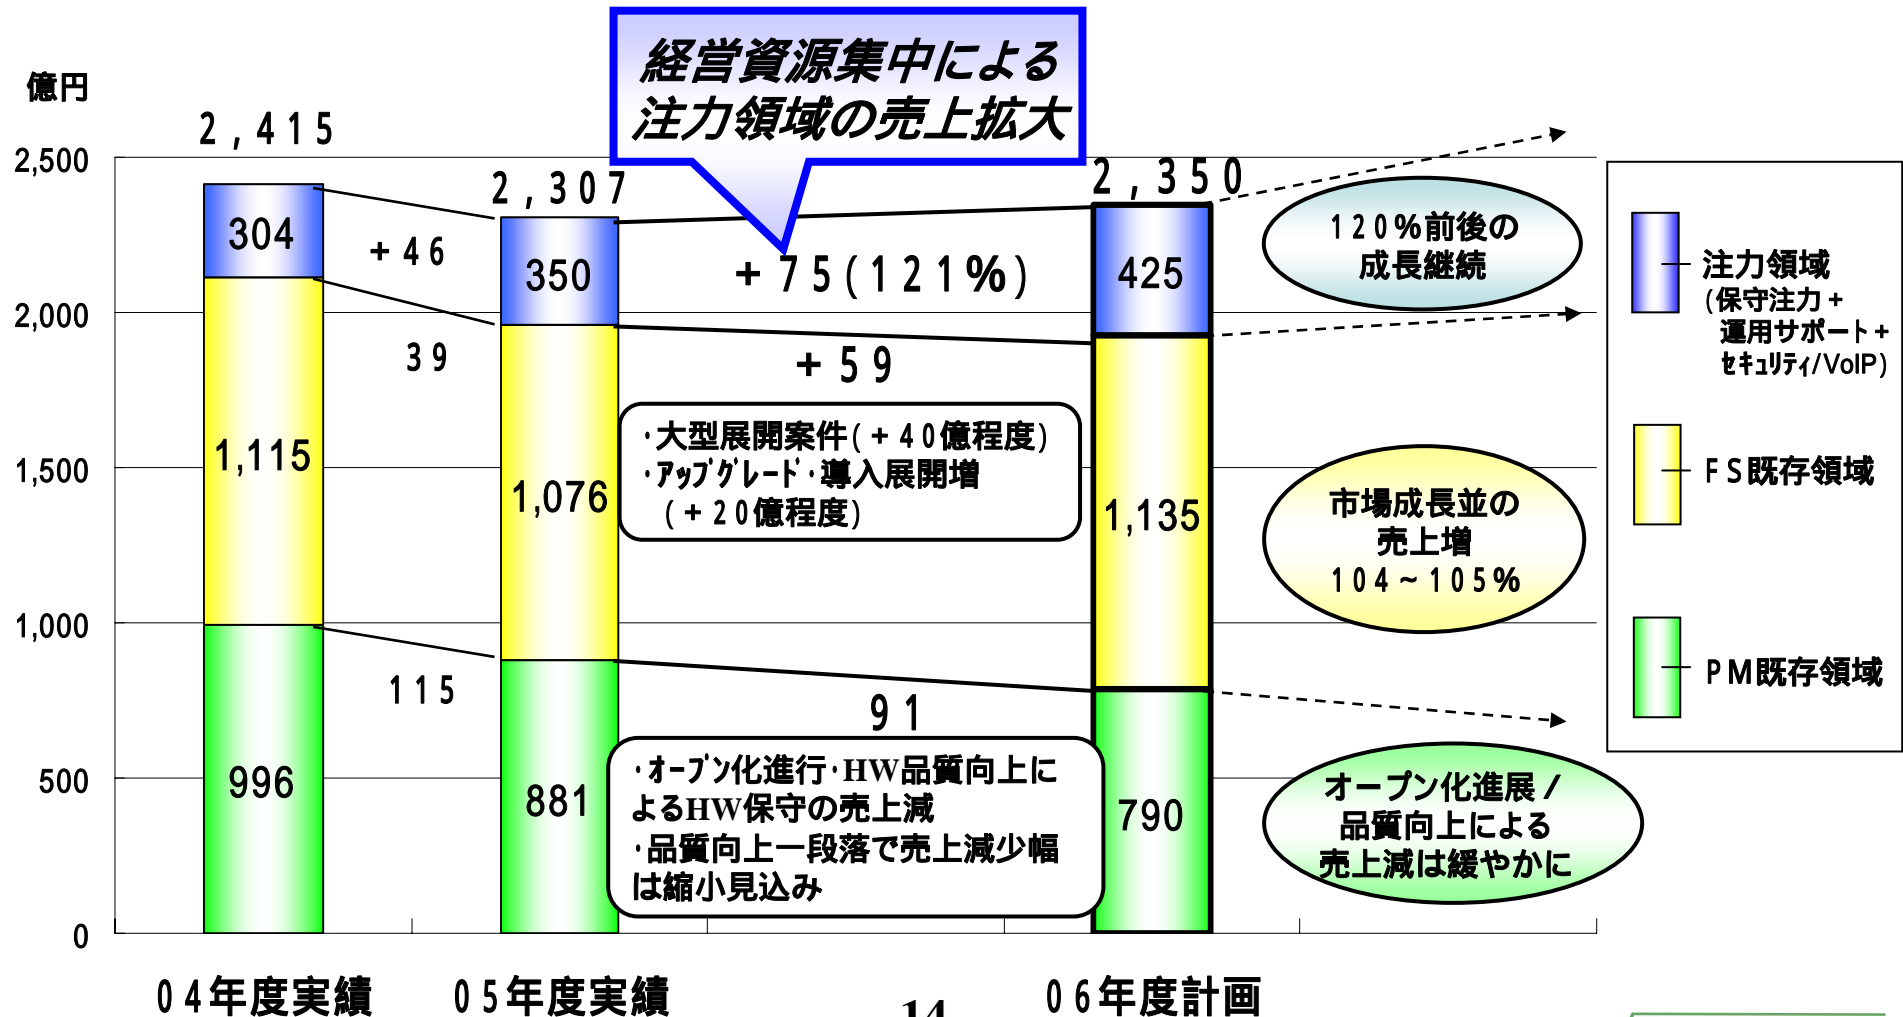 経営資源集中による
注力領域の売上拡大
億円
2,415
2,307
2,350
2,500
2,000
1,500
1,000
500
0
304
+46
350
+75(121%)
425
120%前後の
成長継続
39
+59
1,115
1,076
1,135
・大型展開案件(+40億程度)
・ｱｯﾌﾟｸﾞﾚｰﾄﾞ・導入展開増
(+20億程度)
市場成長並の
売上増
104~105%
115
91
996
881
790
・ｵｰﾌﾟﾝ化進行・HW品質向上に
よるHW保守の売上減
・品質向上一段落で売上減少幅
は縮小見込み
オープン化進展/
品質向上による
売上減は緩やかに
注力領域
(保守注力+
運用サポート+
ｾｷｭﾘﾃｨ/VoIP)
FS既存領域
PM既存領域
04年度実績
05年度実績
06年度計画
14